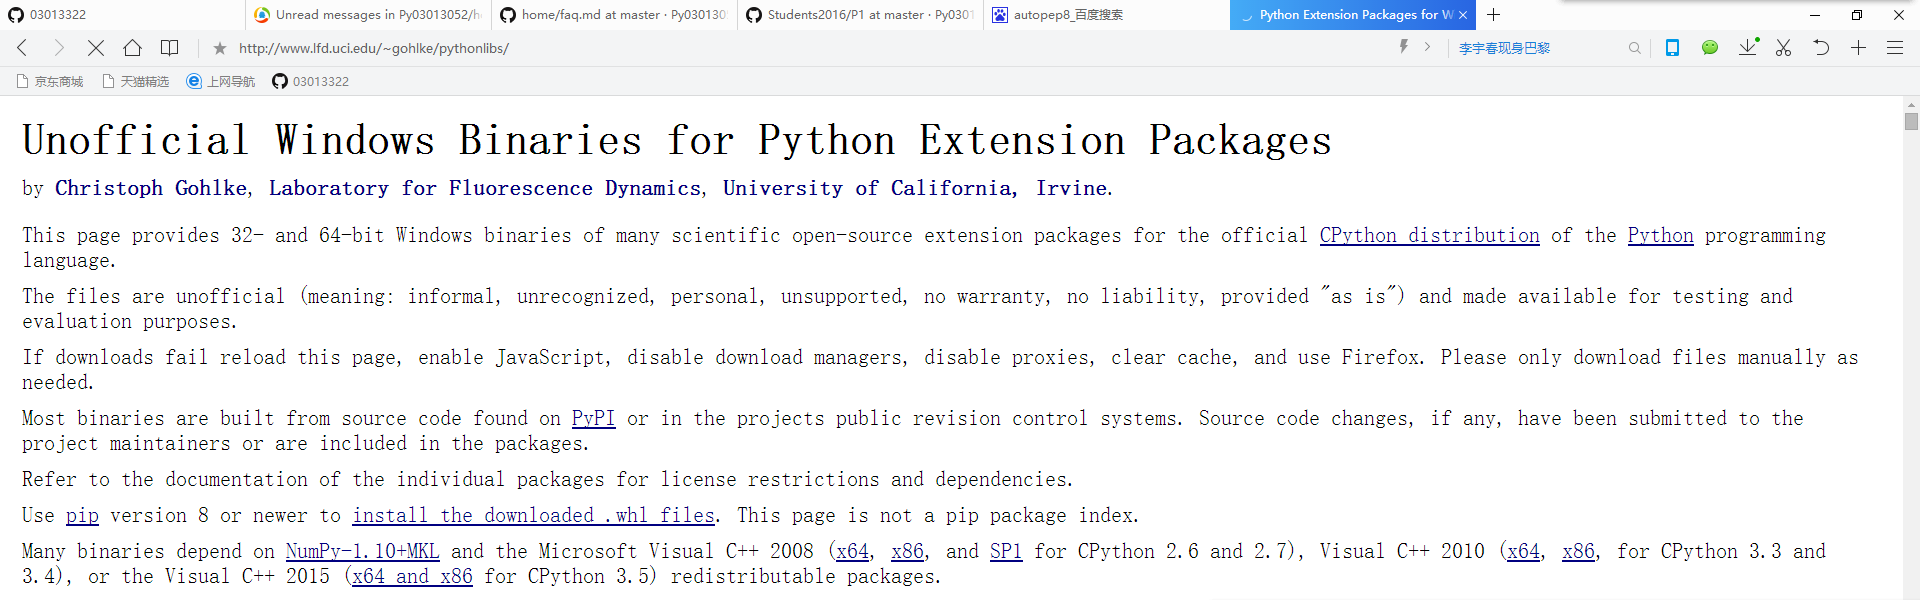 03013322
Unread messages in Py03013052/h
home/faq.md at master · Py0301305
Students2016/P1 at master · Py0301
autopep8_百度搜索
Python Extension Packages for W
http://www.lfd.uci.edu/~gohlke/pythonlibs/
李宇春现身巴黎
京东商城
天猫精选
上网导航
03013322
Unofficial Windows Binaries for Python Extension Packages
by Christoph Gohlke, Laboratory for Fluorescence Dynamics, University of California, Irvine.
This page provides 32- and 64-bit Windows binaries of many scientific open-source extension packages for the official CPython distribution of the Python programming
language.
The files are unofficial (meaning: informal, unrecognized, personal, unsupported, no warranty, no liability, provided "as is") and made available for testing and
evaluation purposes.
If downloads fail reload this page, enable JavaScript, disable download managers, disable proxies, clear cache, and use Firefox. Please only download files manually as
needed.
Most binaries are built from source code found on PyPI or in the projects public revision control systems. Source code changes, if any, have been submitted to the
project maintainers or are included in the packages.
Refer to the documentation of the individual packages for license restrictions and dependencies.
Use pip version 8 or newer to install the downloaded .whl files. This page is not a pip package index.
Many binaries depend on NumPy-1.10+MKL and the Microsoft Visual C++ 2008 (x64, x86, and SP1 for CPython 2.6 and 2.7), Visual C++ 2010 (x64, x86, for CPython 3.3 and
3.4), or the Visual C++ 2015 (x64 and x86 for CPython 3.5) redistributable packages.